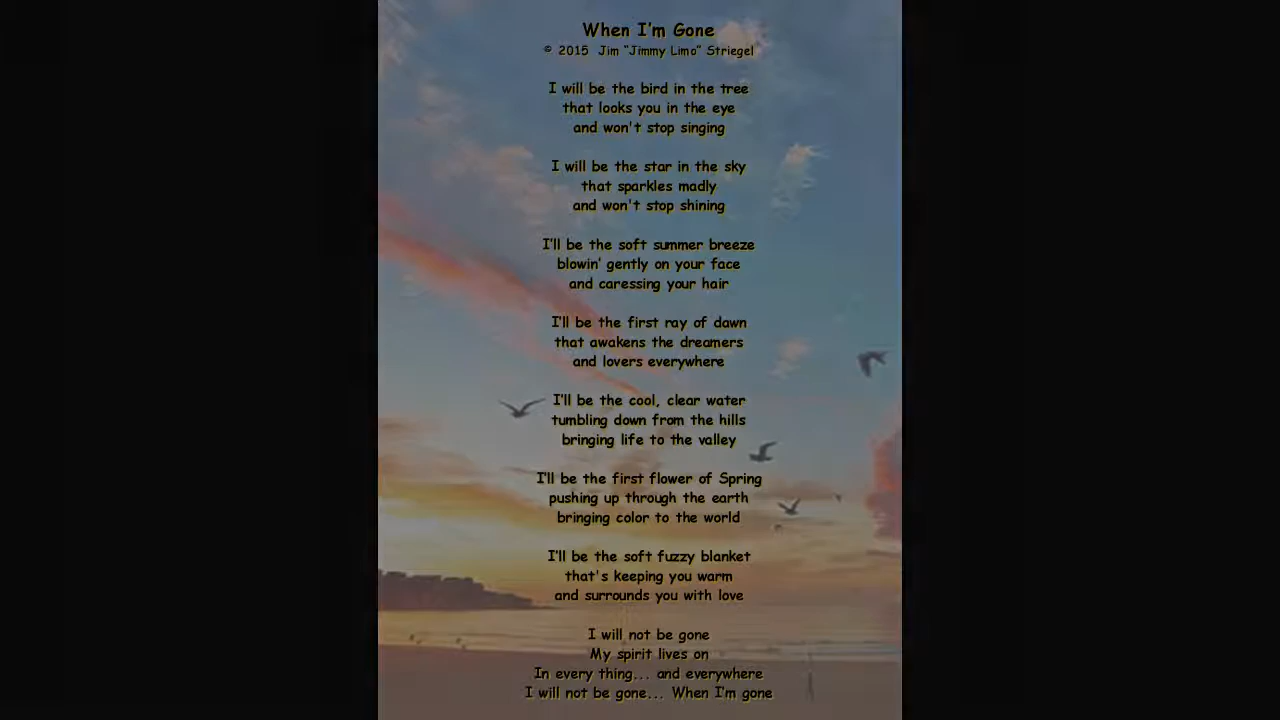 When I'm Gone
© 2015 Jim "Jimmy Limo" Striegel
I will be the bird in the tree
that looks you in the eye
and won't stop singing
I will be the star in the sky
that sparkles madly
and won't stop shining
I'll be the soft summer breeze
blowin' gently on your face
and caressing your hair
I'll be the first ray of dawn
that awakens the dreamers
and lovers everywhere
I'll be the cool, clear water
tumbling down from the hills
bringing life to the valley
I'll be the first flower of Spring
pushing up through the earth
bringing color to the world
I'll be the soft fuzzy blanket
that's keeping you warm
and surrounds you with love
I will not be gone
My spirit lives on
In every thing... and everywhere
I will not be gone... When I'm gone